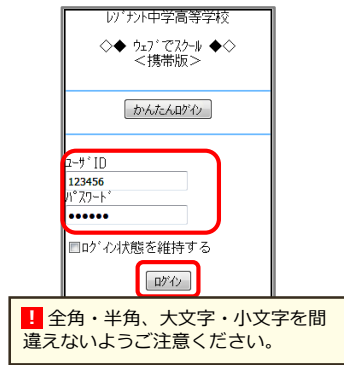 ﾚｿﾞﾅﾝﾄ中学高等学校
◇◆ ｳｪﾌﾞでｽｸｰﾙ ◆◇
＜携帯版＞
かんたんﾛｸﾞｲﾝ
ﾕｰｻﾞID
123456
ﾊﾟｽﾜｰﾄﾞ
●●●●●●
ﾛｸﾞｲﾝ状態を維持する
ﾛｸﾞｲﾝ
! 全角・半角、大文字・小文字を間
違えないようご注意ください。